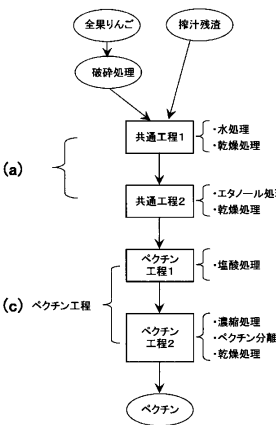 全果りんご
搾汁残渣
破砕処理
共通工程1
・水処理
・乾燥処理
(a)
共通工程2
・エタノール処
・乾燥処理
ペクチン
工程1
・塩酸処理
(c) ペクチン工程
ペクチン
工程2
・濃縮処理
・ペクチン分離
・乾燥処理
ペクチン